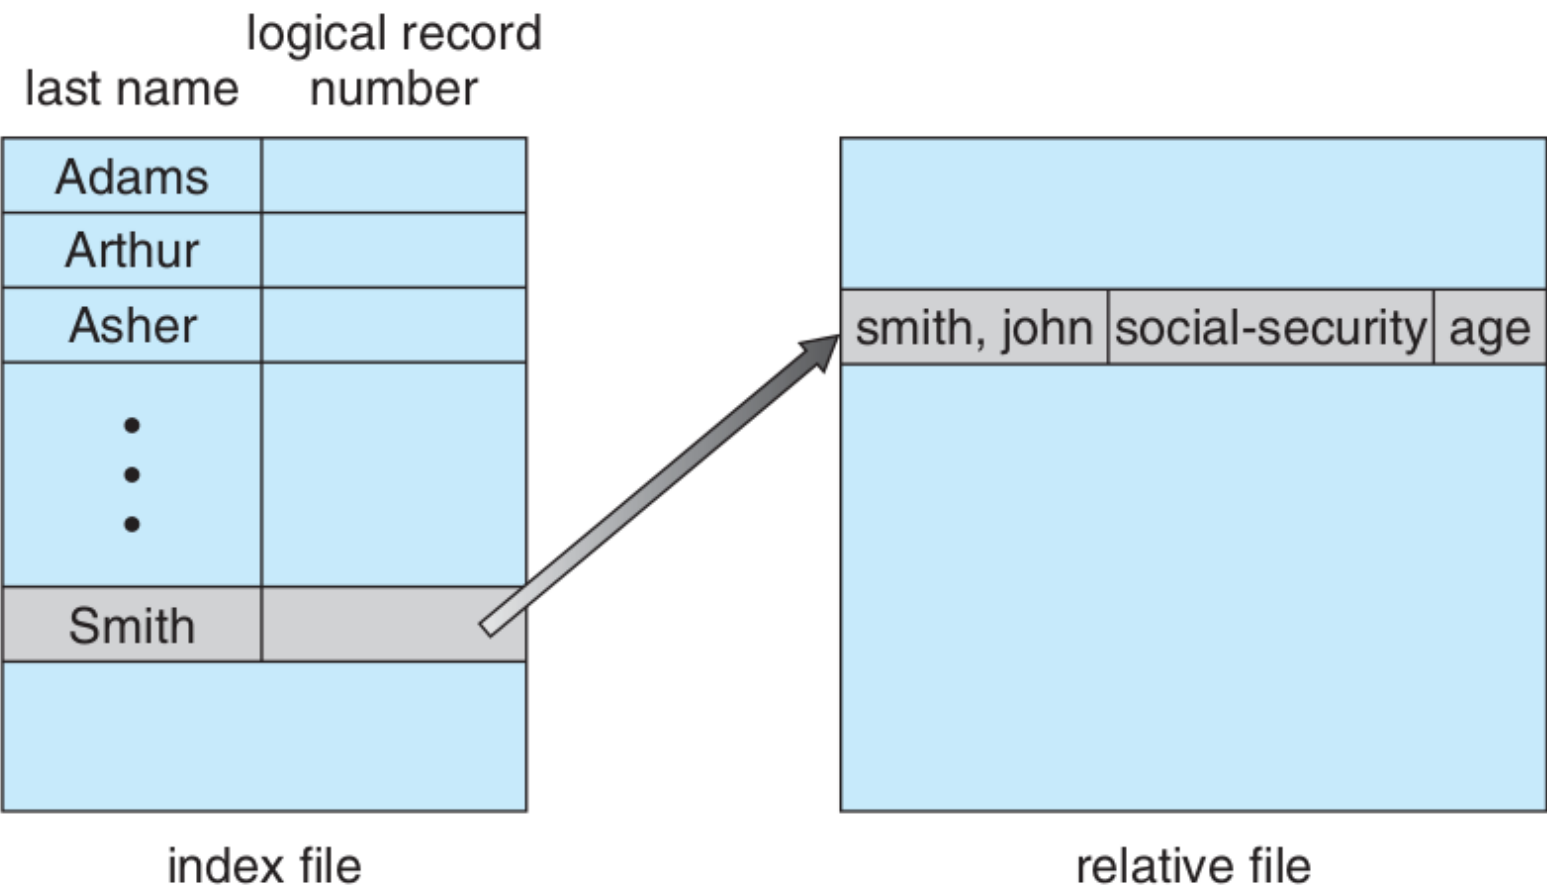 logical record
last name number
Adams
Arthur
Asher
Smith
smith, john social-security age
index file
relative file